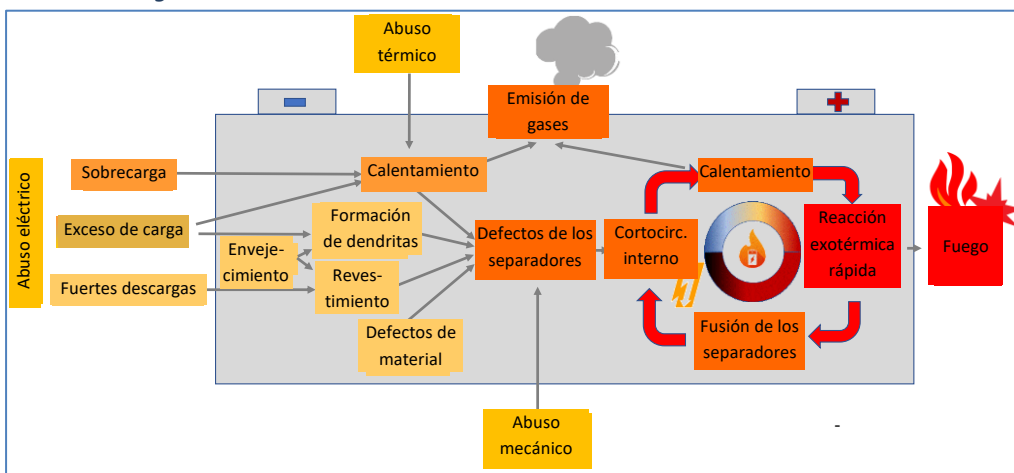 Abuso
térmico
Emisión de
gases
Abuso eléctrico
Sobrecarga
Exceso de carga
Fuertes descargas
Calentamiento
Formación
de dendritas
Enveje-
cimiento
Reves-
timiento
Defectos de
material
Defectos de los
separadores
Cortocirc.
interno
Calentamiento
Reacción
exotérmica
rápida
Fusión de los
separadores
Fuego
Abuso
mecánico
-